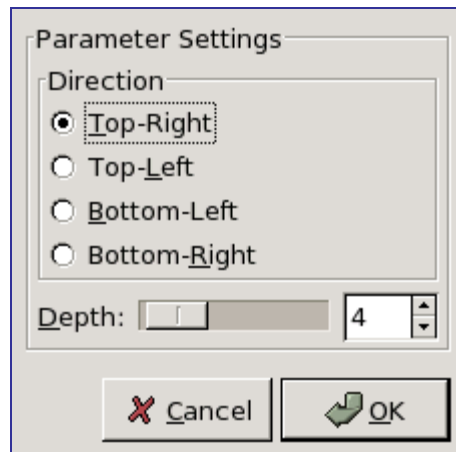 Parameter Settings
Direction
Top-Right
Top-Left
Bottom-Left
Bottom-Right
Depth: 4
Cancel OK